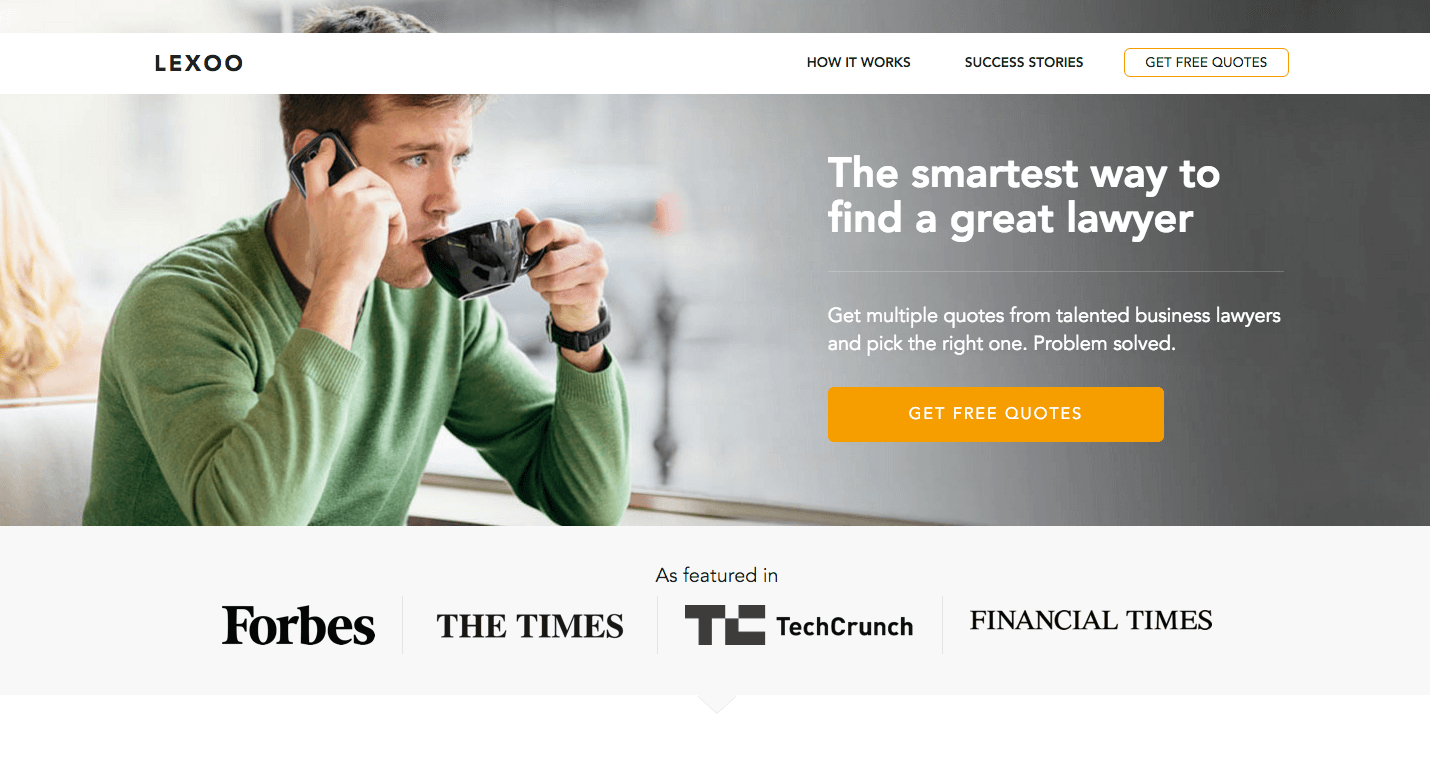 LEXOO
HOW IT WORKS
SUCCESS STORIES
GET FREE QUOTES
The smartest way to
find a great lawyer
Get multiple quotes from talented business lawyers
and pick the right one. Problem solved.
GET FREE QUOTES
As featured in
Forbes
THE TIMES
TC TechCrunch
FINANCIAL TIMES